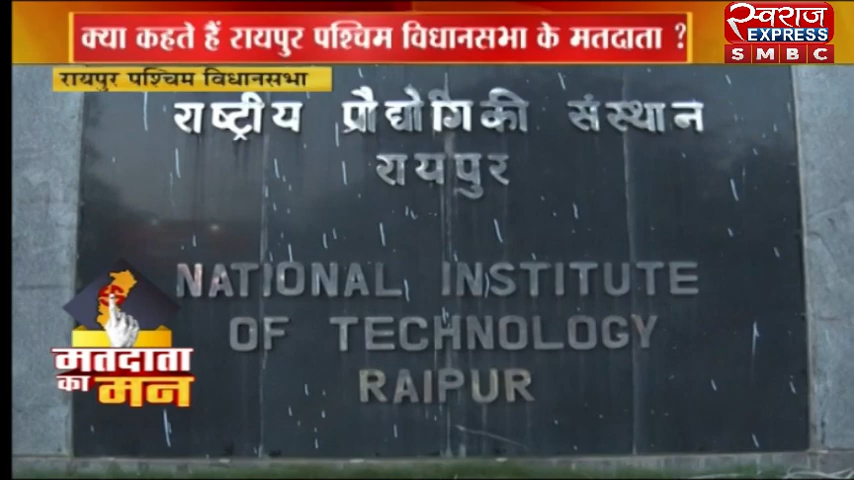 क्या कहते हैं रायपुर पश्चिम विधानसभा के मतदाता ?
स्वराज
EXPRESS
SMBC
रायपुर पश्चिम विधानसभा
राष्ट्रीय प्रौद्योगिकी संस्थान
रायपुर
NATIONAL INSTITUTE
OF TECHNOLOGY
RAIPUR
मतदाता
का मन